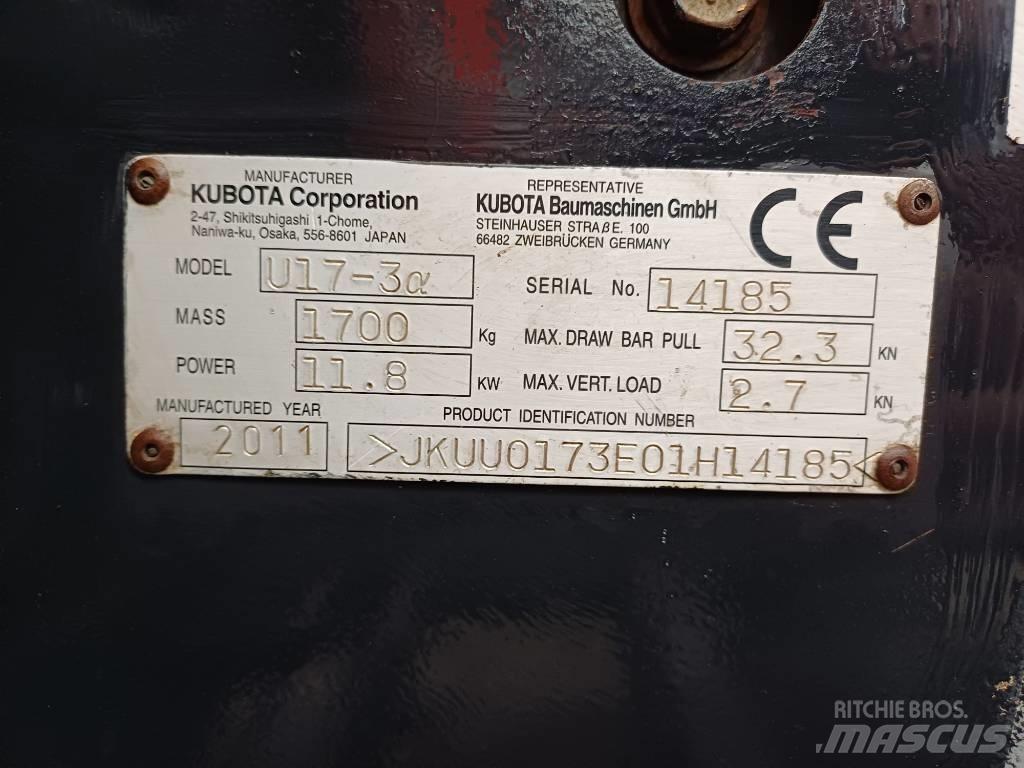 MANUFACTURER
KUBOTA Corporation
2-47, Shikitsuhigashi 1-Chome,
Naniwa-ku, Osaka, 556-8601 JAPAN
REPRESENTATIVE
KUBOTA Baumaschinen GmbH
STEINHAUSER STRAβE. 100
66482 ZWEIBRÜCKEN GERMANY
CE
MODEL U17-3α
SERIAL No. 14185
MASS 1700 Kg
MAX. DRAW BAR PULL 32.3 KN
POWER 11.8 KW
MAX. VERT. LOAD 2.7 KN
MANUFACTURED YEAR
2011
PRODUCT IDENTIFICATION NUMBER
>JKUU0173E01H14185<
RITCHIE BROS.
MASCUS